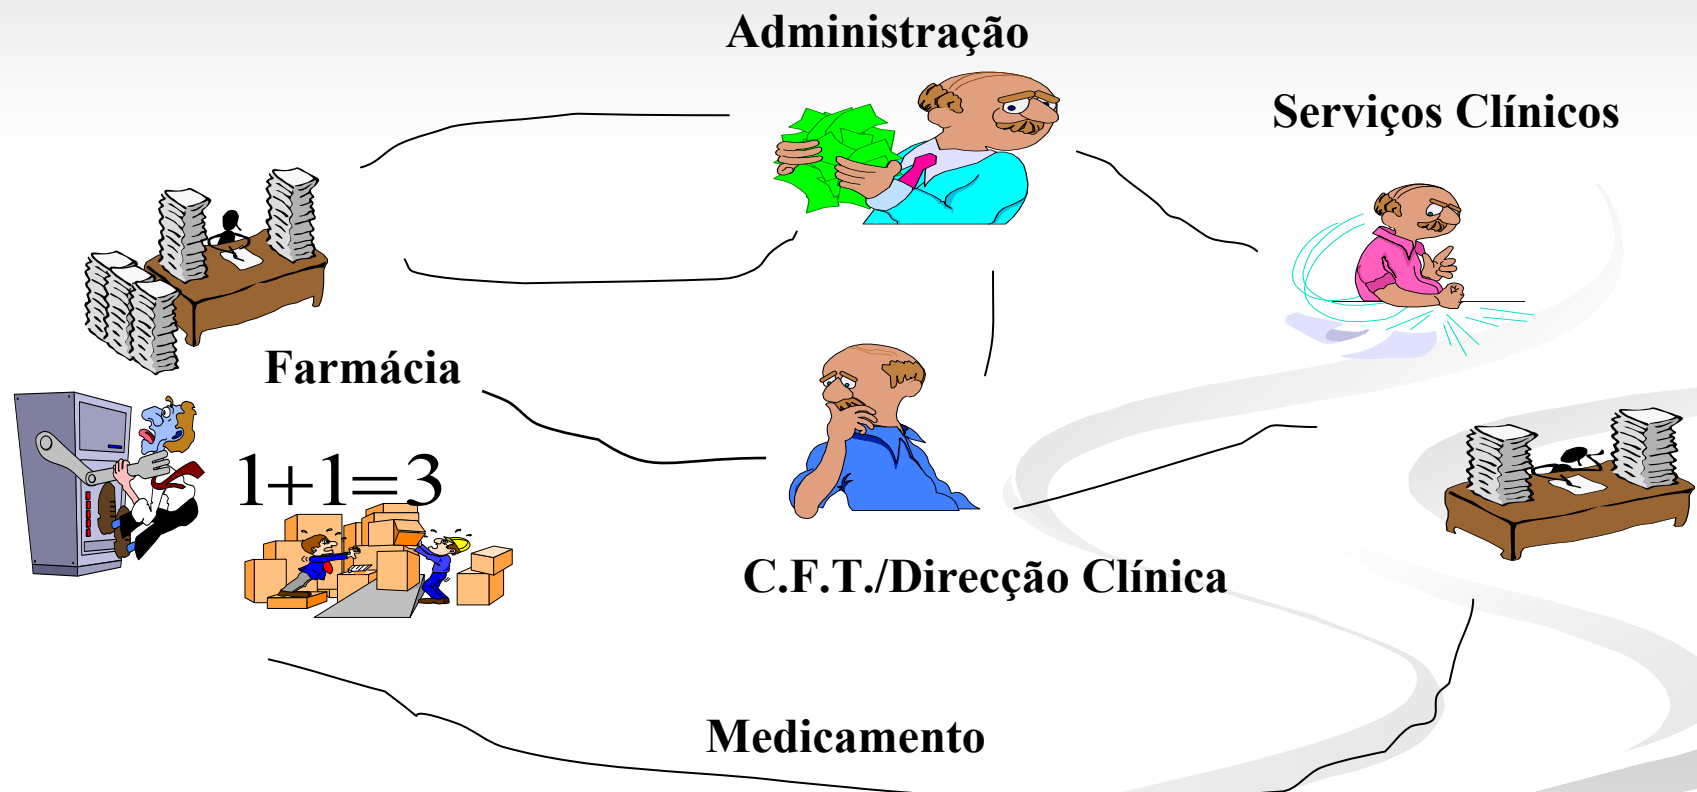 Administração
Serviços Clínicos
Farmácia
1+1=3
C.F.T./Direcção Clínica
Medicamento